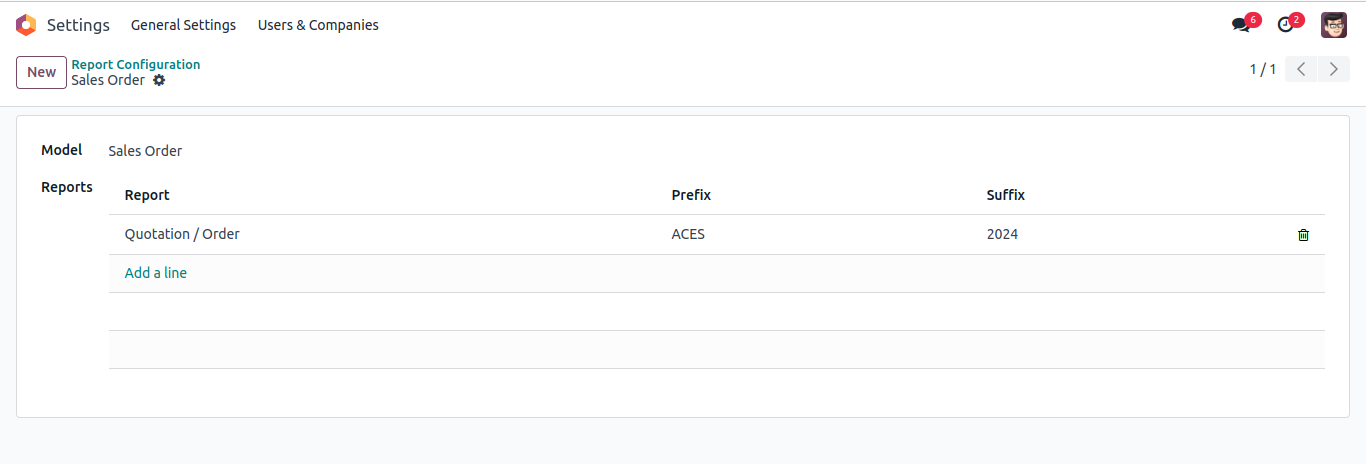 Settings General Settings Users & Companies 6 2
New Report Configuration
Sales Order 1 / 1
Model Sales Order
Reports Report Prefix Suffix
Quotation / Order ACES 2024
Add a line